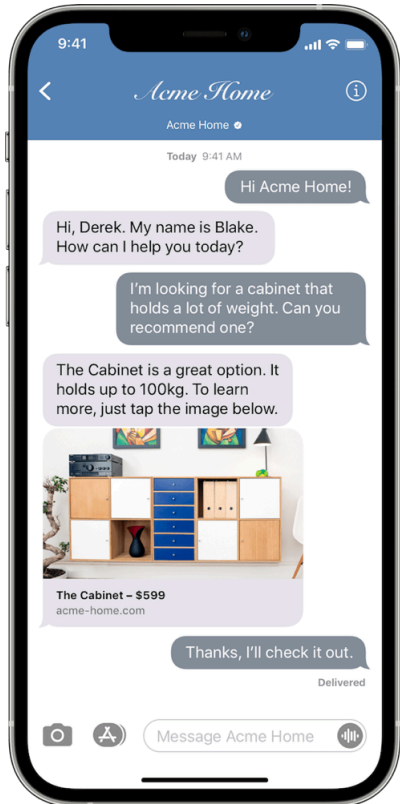 9:41
Acme Home
Acme Home
Today 9:41 AM
Hi Acme Home!
Hi, Derek. My name is Blake.
How can I help you today?
I’m looking for a cabinet that
holds a lot of weight. Can you
recommend one?
The Cabinet is a great option. It
holds up to 100kg. To learn
more, just tap the image below.
The Cabinet – $599
acme-home.com
Thanks, I’ll check it out.
Delivered
Message Acme Home